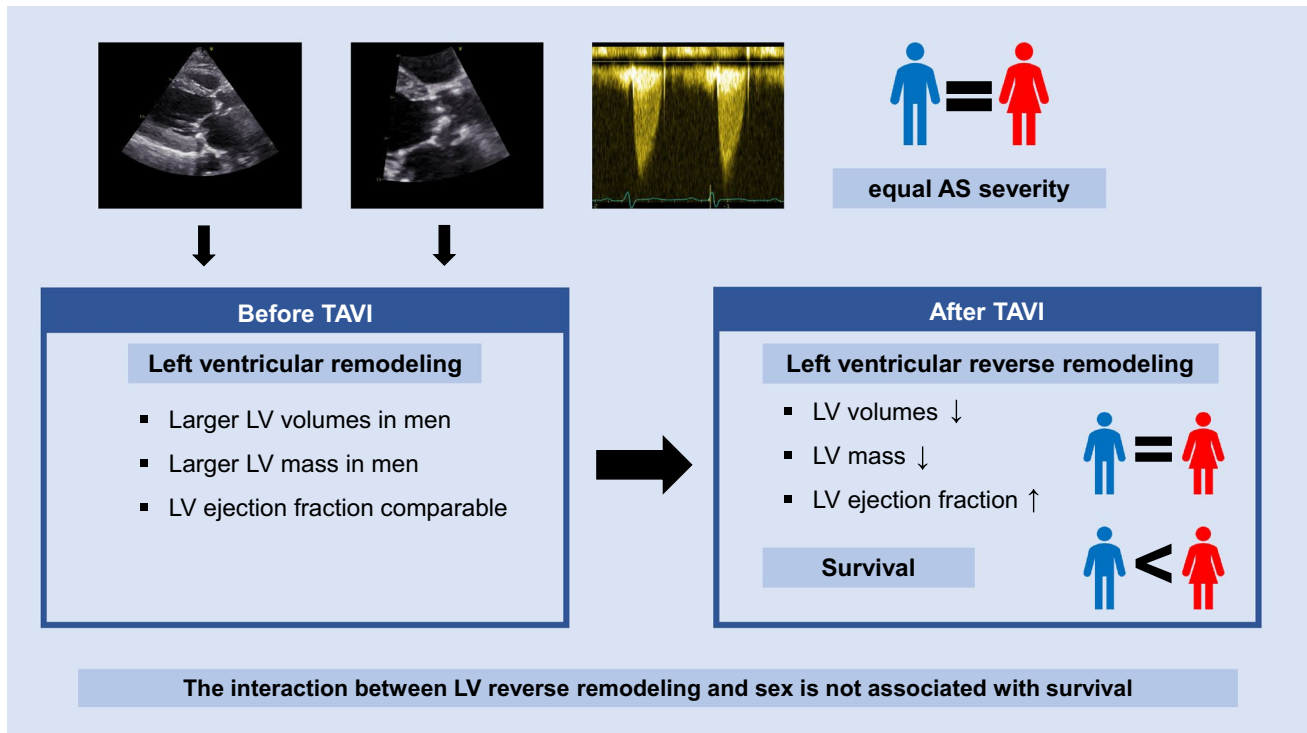 equal AS severity
Before TAVI
Left ventricular remodeling
▪ Larger LV volumes in men
▪ Larger LV mass in men
▪ LV ejection fraction comparable
After TAVI
Left ventricular reverse remodeling
▪ LV volumes ↓
▪ LV mass ↓
▪ LV ejection fraction ↑
=
Survival
<
The interaction between LV reverse remodeling and sex is not associated with survival